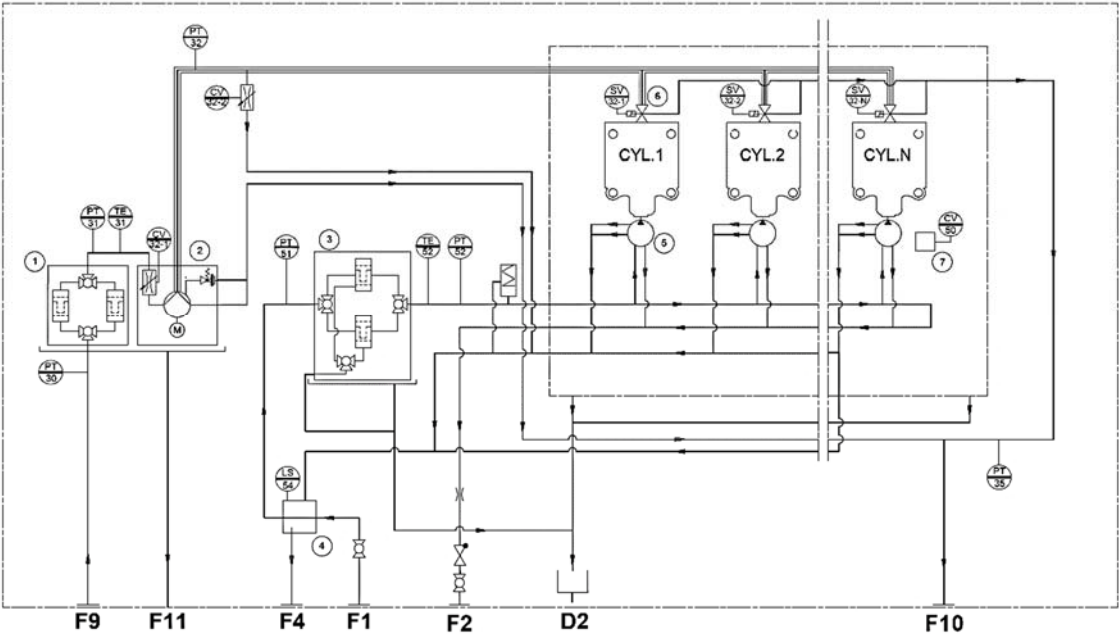 PT
32
CV
32-2
SV
32-1
6
SV
32-2
SV
32-N
CYL.1
CYL.2
CYL.N
PT
31
TE
31
CV
32-1
2
1
M
PT
51
3
TE
52
PT
52
5
CV
50
7
PT
30
LS
54
4
PT
35
F9
F11
F4
F1
F2
D2
F10